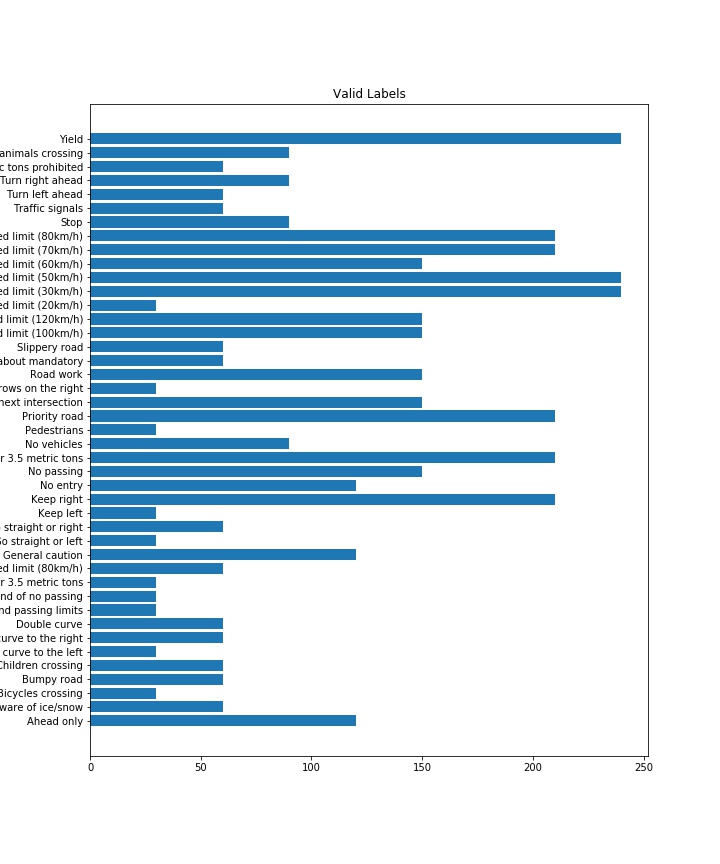 Valid Labels
Yield
animals crossing
c tons prohibited
Turn right ahead
Turn left ahead
Traffic signals
Stop
ed limit (80km/h)
ed limit (70km/h)
ed limit (60km/h)
ed limit (50km/h)
ed limit (30km/h)
ed limit (20km/h)
d limit (120km/h)
d limit (100km/h)
Slippery road
about mandatory
Road work
rows on the right
next intersection
Priority road
Pedestrians
No vehicles
r 3.5 metric tons
No passing
No entry
Keep right
Keep left
straight or right
So straight or left
General caution
ed limit (80km/h)
r 3.5 metric tons
nd of no passing
nd passing limits
Double curve
curve to the right
curve to the left
Children crossing
Bumpy road
Bicycles crossing
ware of ice/snow
Ahead only
0 50 100 150 200 250